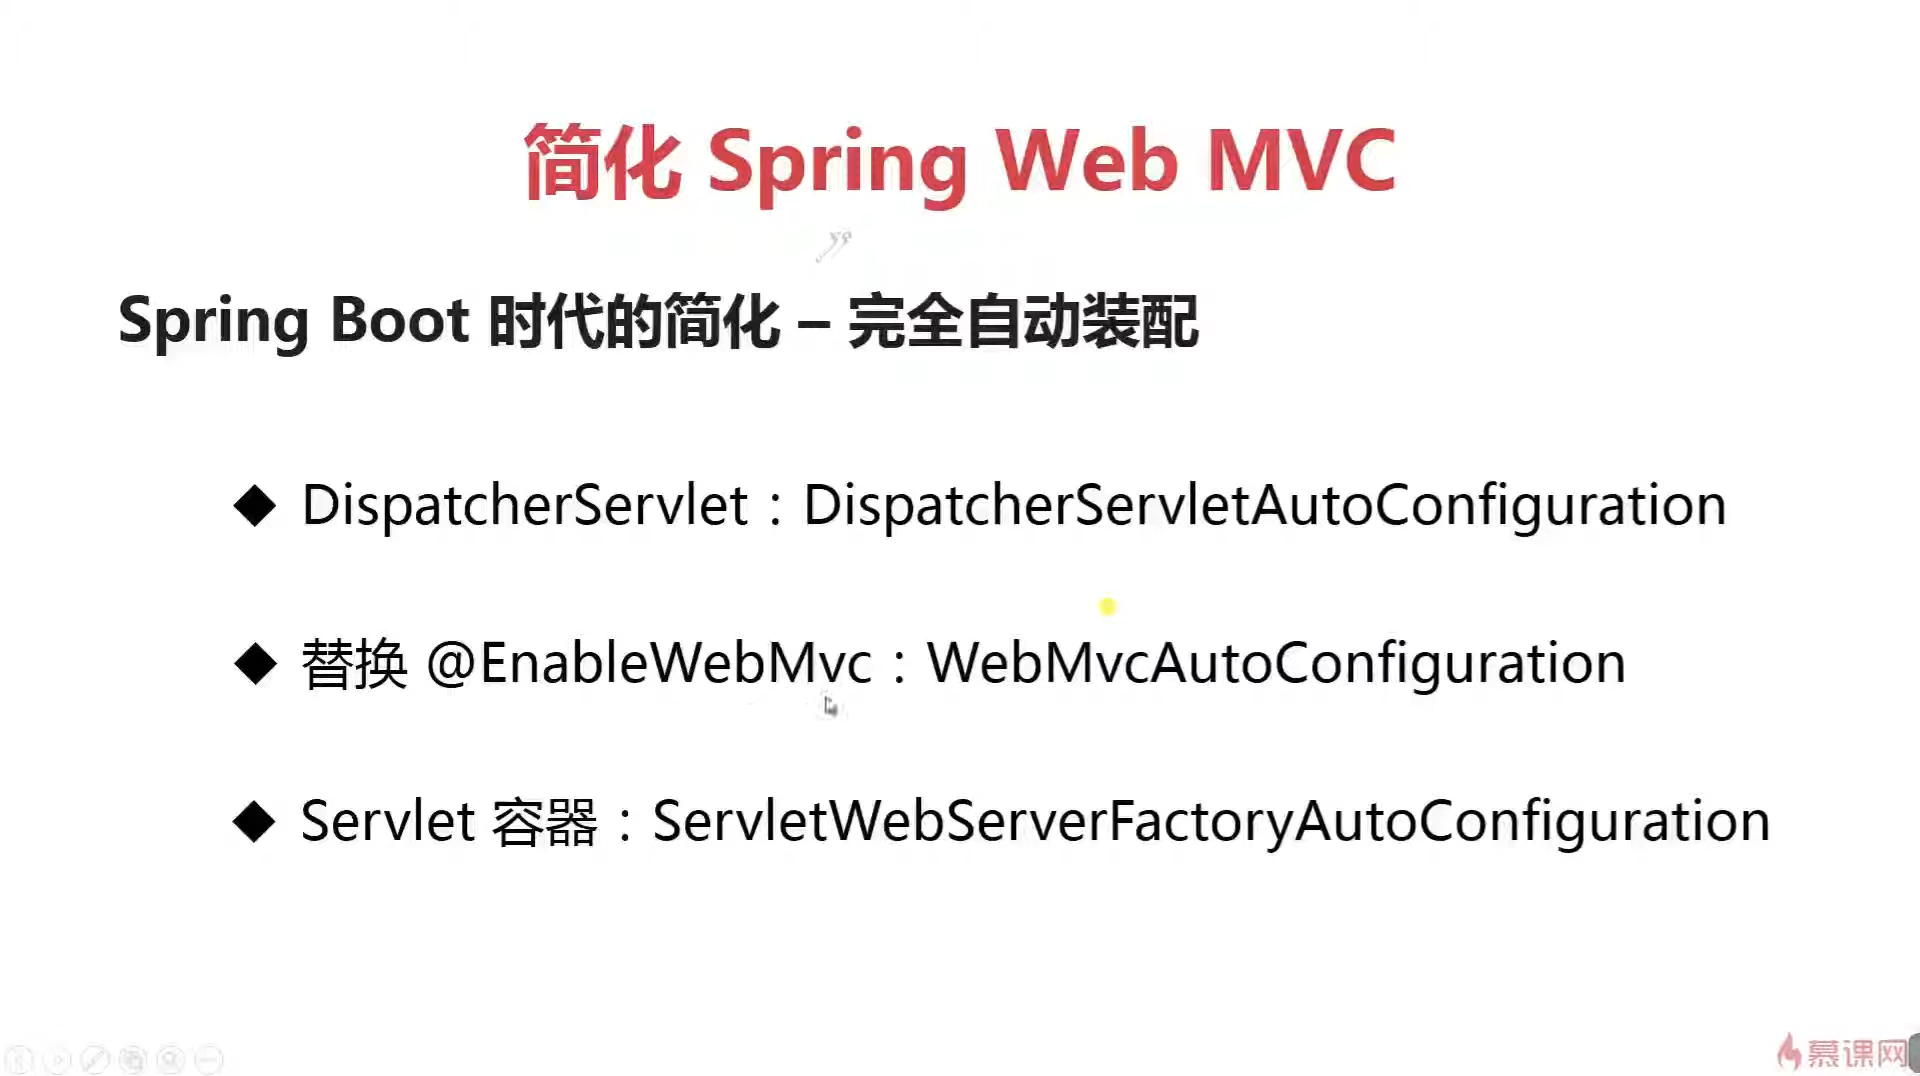 简化 Spring Web MVC
Spring Boot 时代的简化 – 完全自动装配
◆ DispatcherServlet：DispatcherServletAutoConfiguration
◆ 替换 @EnableWebMvc：WebMvcAutoConfiguration
◆ Servlet 容器：ServletWebServerFactoryAutoConfiguration
慕课网